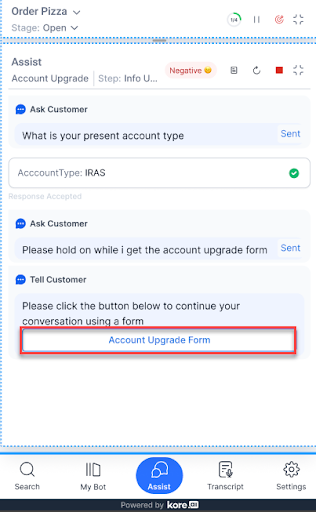 Order Pizza
1/4
Stage: Open
Assist
Account Upgrade | Step: Info U...
Negative
Ask Customer
What is your present account type
Sent
AcccountType: IRAS
Response Accepted
Ask Customer
Please hold on while i get the account upgrade form
Sent
Tell Customer
Please click the button below to continue your
conversation using a form
Account Upgrade Form
Search
My Bot
Assist
Transcript
Settings
Powered by kore.ai